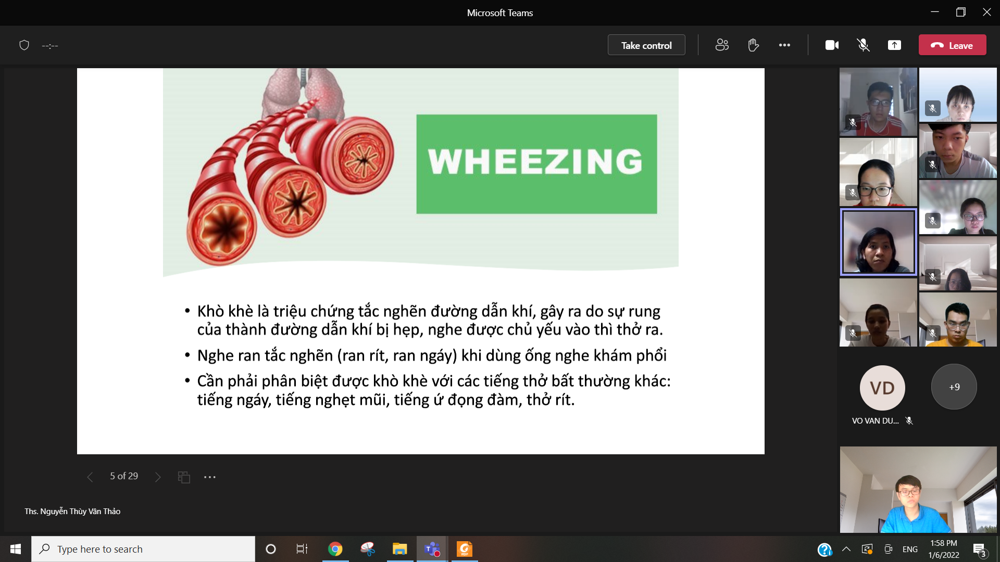 Microsoft Teams
--:--
Take control
Leave
WHEEZING
• Khò khè là triệu chứng tắc nghẽn đường dẫn khí, gây ra do sự rung
của thành đường dẫn khí bị hẹp, nghe được chủ yếu vào thì thở ra.
• Nghe ran tắc nghẽn (ran rít, ran ngáy) khi dùng ống nghe khám phổi
• Cần phải phân biệt được khò khè với các tiếng thở bất thường khác:
tiếng ngáy, tiếng nghẹt mũi, tiếng ứ đọng đàm, thở rít.
VD
+9
VO VAN DU...
5 of 29
Ths. Nguyễn Thùy Vân Thảo
Type here to search
ENG
1:58 PM
1/6/2022
3